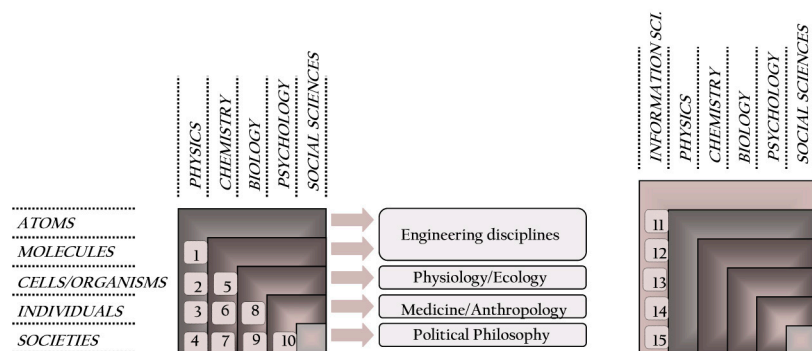 PHYSICS
CHEMISTRY
BIOLOGY
PSYCHOLOGY
SOCIAL SCIENCES
INFORMATION SCI.
PHYSICS
CHEMISTRY
BIOLOGY
PSYCHOLOGY
SOCIAL SCIENCES
ATOMS
MOLECULES
CELLS/ORGANISMS
INDIVIDUALS
SOCIETIES
1
2 5
3 6 8
4 7 9 10
Engineering disciplines
Physiology/Ecology
Medicine/Anthropology
Political Philosophy
11
12
13
14
15